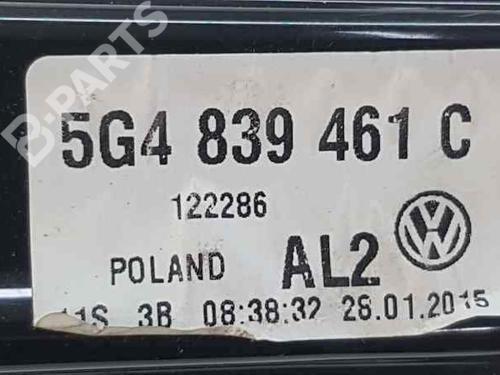 B-PARTS
5G4 839 461 C
122286
POLAND AL2
11S 3B 08:38:32 28.01.2015